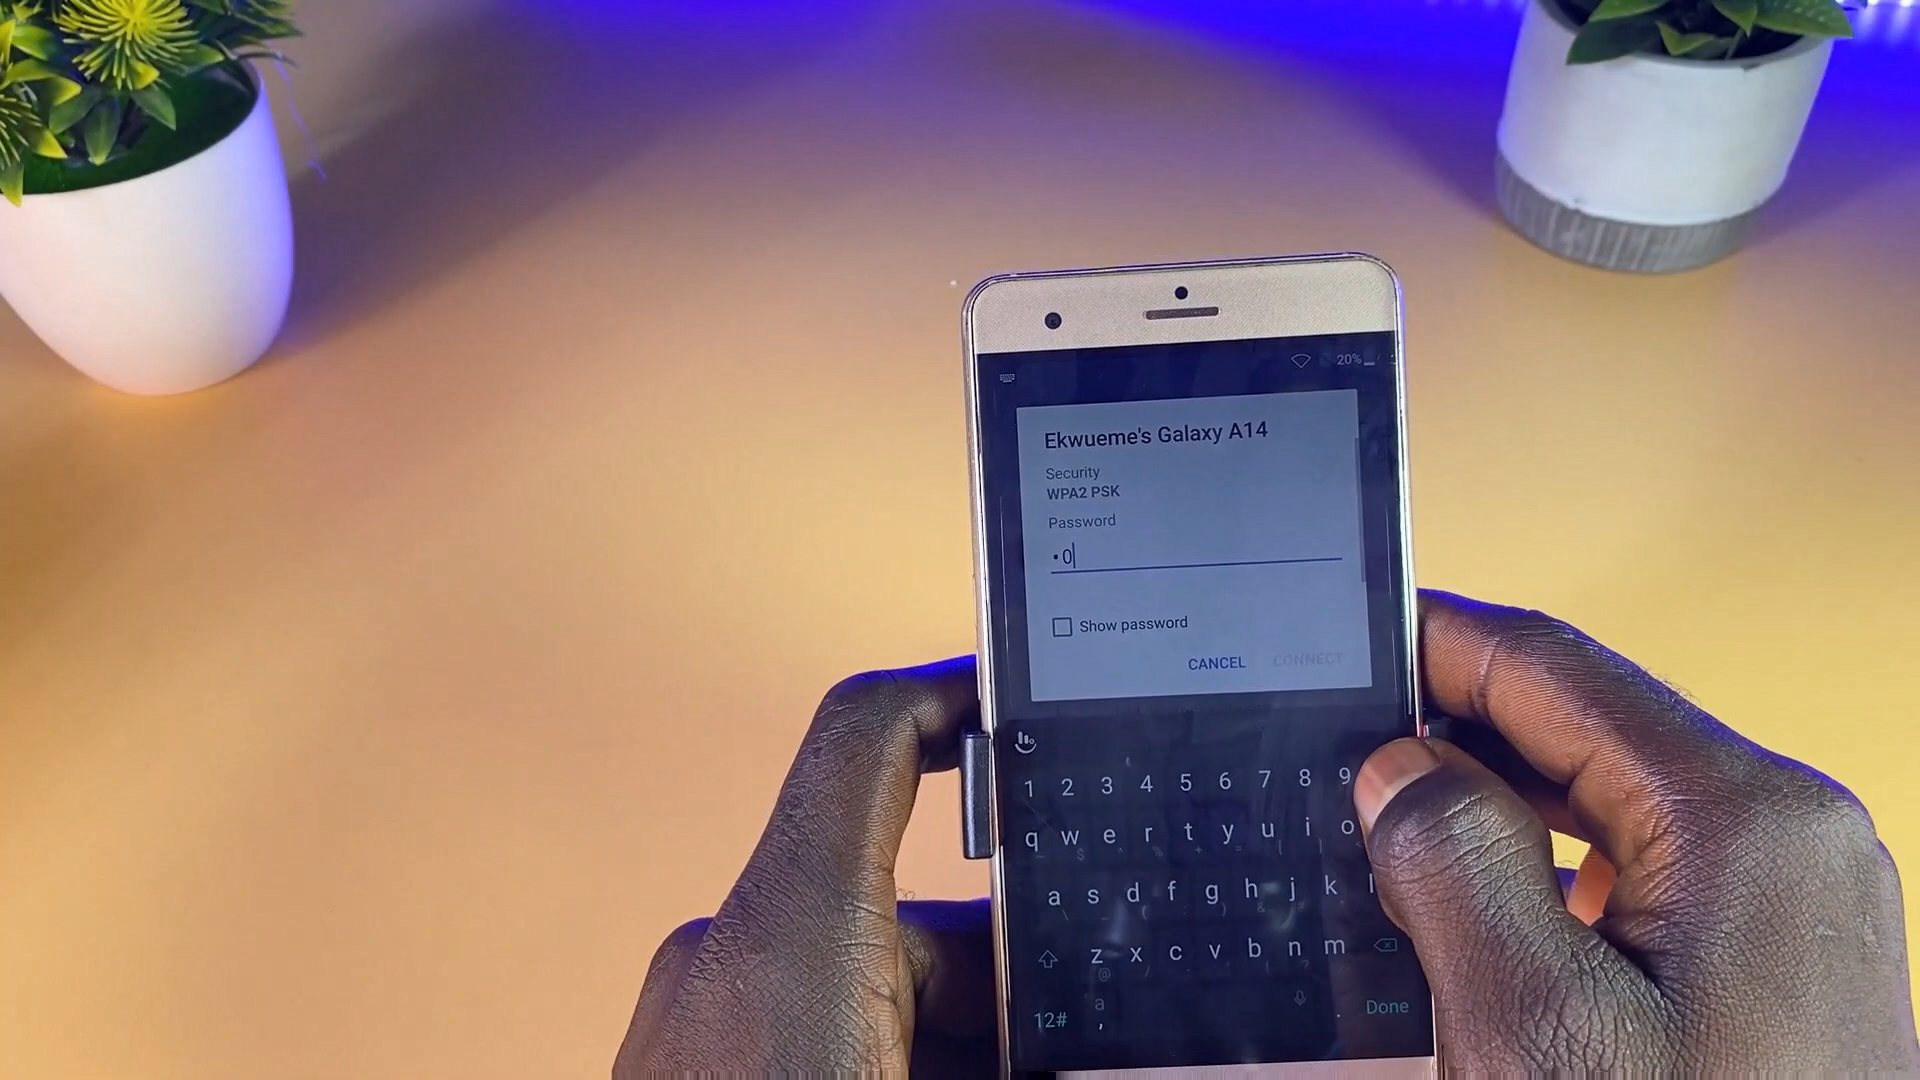 20%
Ekwueme's Galaxy A14
Security
WPA2 PSK
Password
•0
Show password
CANCEL CONNECT
1 2 3 4 5 6 7 8 9
q w e r t y u i o
a s d f g h j k l
z x c v b n m
12# , . Done